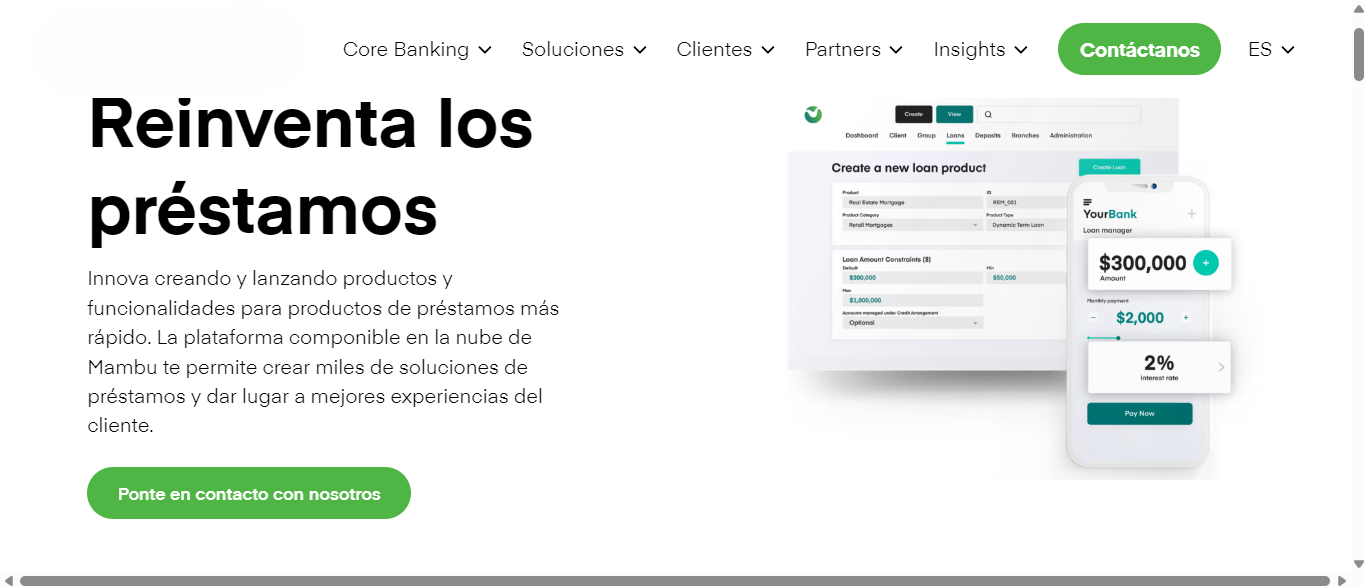 Core Banking Soluciones Clientes Partners Insights Contáctanos ES
Reinventa los
préstamos
Innova creando y lanzando productos y
funcionalidades para productos de préstamos más
rápido. La plataforma componible en la nube de
Mambu te permite crear miles de soluciones de
préstamos y dar lugar a mejores experiencias del
cliente.
Ponte en contacto con nosotros
Create View
Dashboard Client Group Loans Deposits Branches Administration
Create a new loan product
Create Loan
Product ID
Real Estate Mortgage REM_001
Product Category Product Type
Retail Mortgages Dynamic Term Loan
Loan Amount Constraints ($)
Default Min
$300,000 $50,000
Max
$1,000,000
Accounts managed under Credit Arrangement
Optional
YourBank
Loan manager
$300,000
Amount
Monthly payment
$2,000
2%
Interest rate
Pay Now